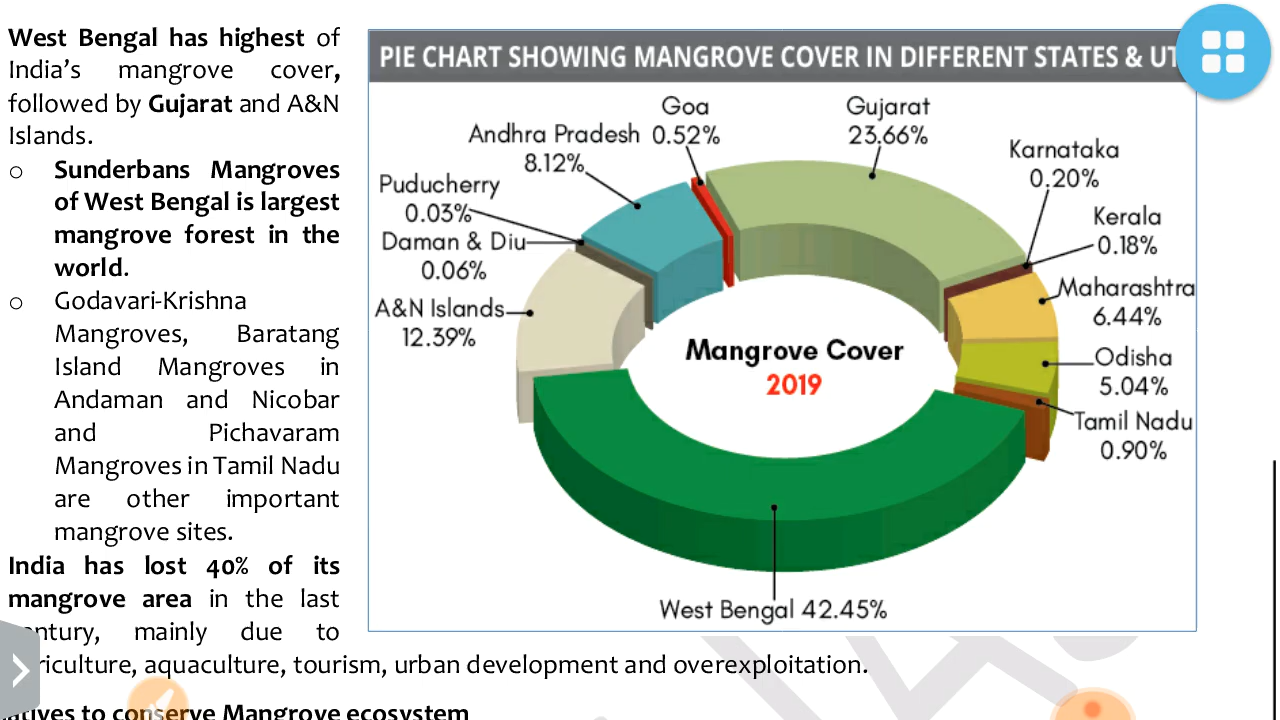 West Bengal has highest of
India’s mangrove cover,
followed by Gujarat and A&N
Islands.
o Sunderbans Mangroves
of West Bengal is largest
mangrove forest in the
world.
o Godavari-Krishna
Mangroves, Baratang
Island Mangroves in
Andaman and Nicobar
and Pichavaram
Mangroves in Tamil Nadu
are other important
mangrove sites.
India has lost 40% of its
mangrove area in the last
mainly due to
aquaculture, tourism, urban development and overexploitation.
to conserve Mangrove ecosystem
PIE CHART SHOWING MANGROVE COVER IN DIFFERENT STATES & UT
Goa
0.52%
Gujarat
23.66%
Andhra Pradesh
8.12%
Karnataka
0.20%
Puducherry
0.03%
Kerala
0.18%
Daman & Diu
0.06%
Maharashtra
6.44%
A&N Islands
12.39%
Mangrove Cover
2019
Odisha
5.04%
Tamil Nadu
0.90%
West Bengal 42.45%